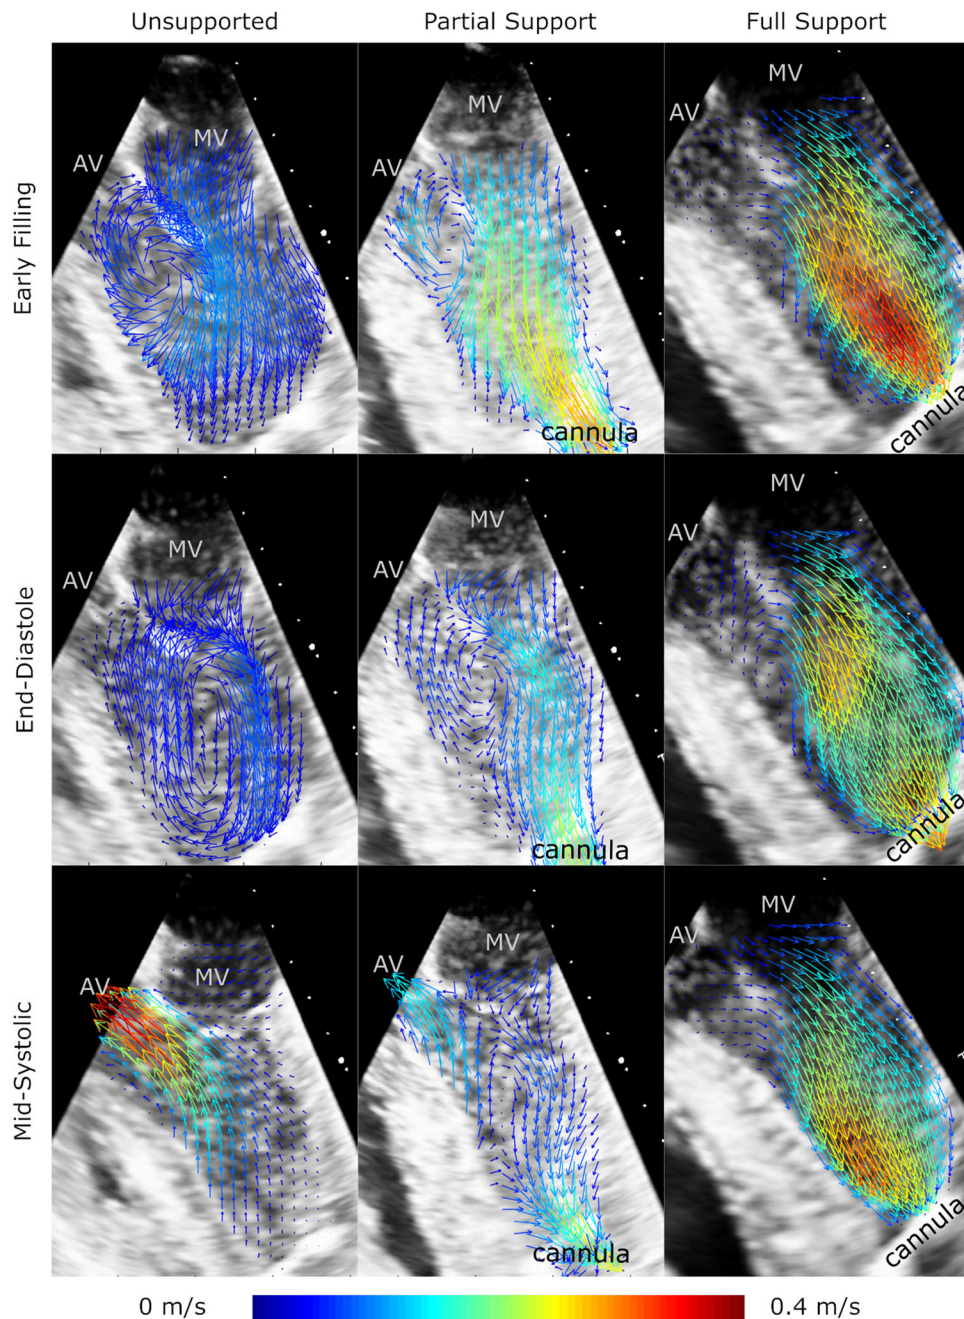 Unsupported Partial Support Full Support
Early Filling
MV
AV
MV
AV
cannula
MV
AV
cannula
End-Diastole
MV
AV
MV
AV
cannula
MV
AV
cannula
Mid-Systolic
MV
AV
MV
AV
cannula
MV
AV
cannula
0 m/s 0.4 m/s